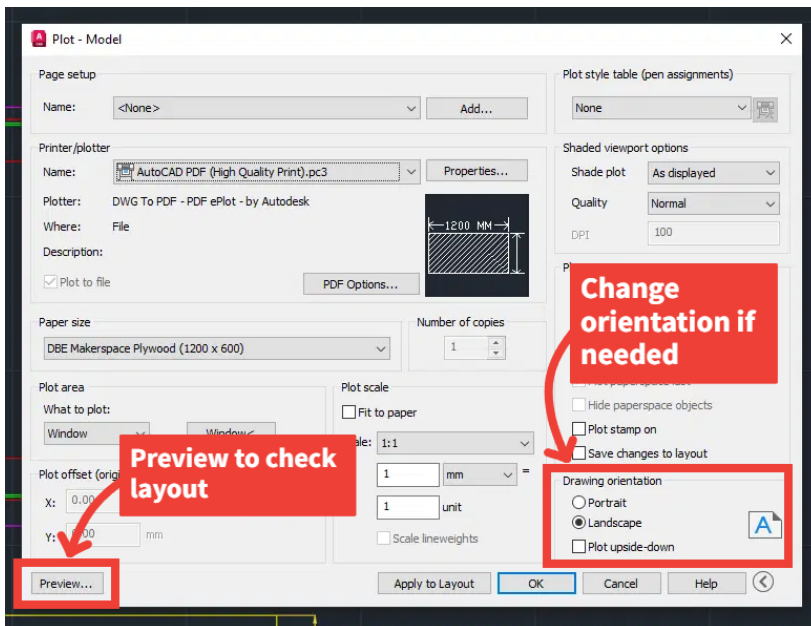 Plot - Model
Page setup
Name:
<None>
Add...
Plot style table (pen assignments)
None
Printer/plotter
Name:
AutoCAD PDF (High Quality Print).pc3
Properties...
Plotter:
DWG To PDF - PDF ePlot - by Autodesk
Where:
File
Description:
Plot to file
PDF Options...
1200 MM
Shaded viewport options
Shade plot
As displayed
Quality
Normal
DPI
100
Change
orientation if
needed
Paper size
DBE Makerspace Plywood (1200 x 600)
Number of copies
1
Plot area
What to plot:
Window
Window<
Plot scale
Fit to paper
1:1
1
mm
=
1
unit
Scale lineweights
Hide paperspace objects
Plot stamp on
Save changes to layout
Preview to check
layout
Plot offset
X:
Y:
mm
Drawing orientation
Portrait
Landscape
Plot upside-down
A
Preview...
Apply to Layout
OK
Cancel
Help